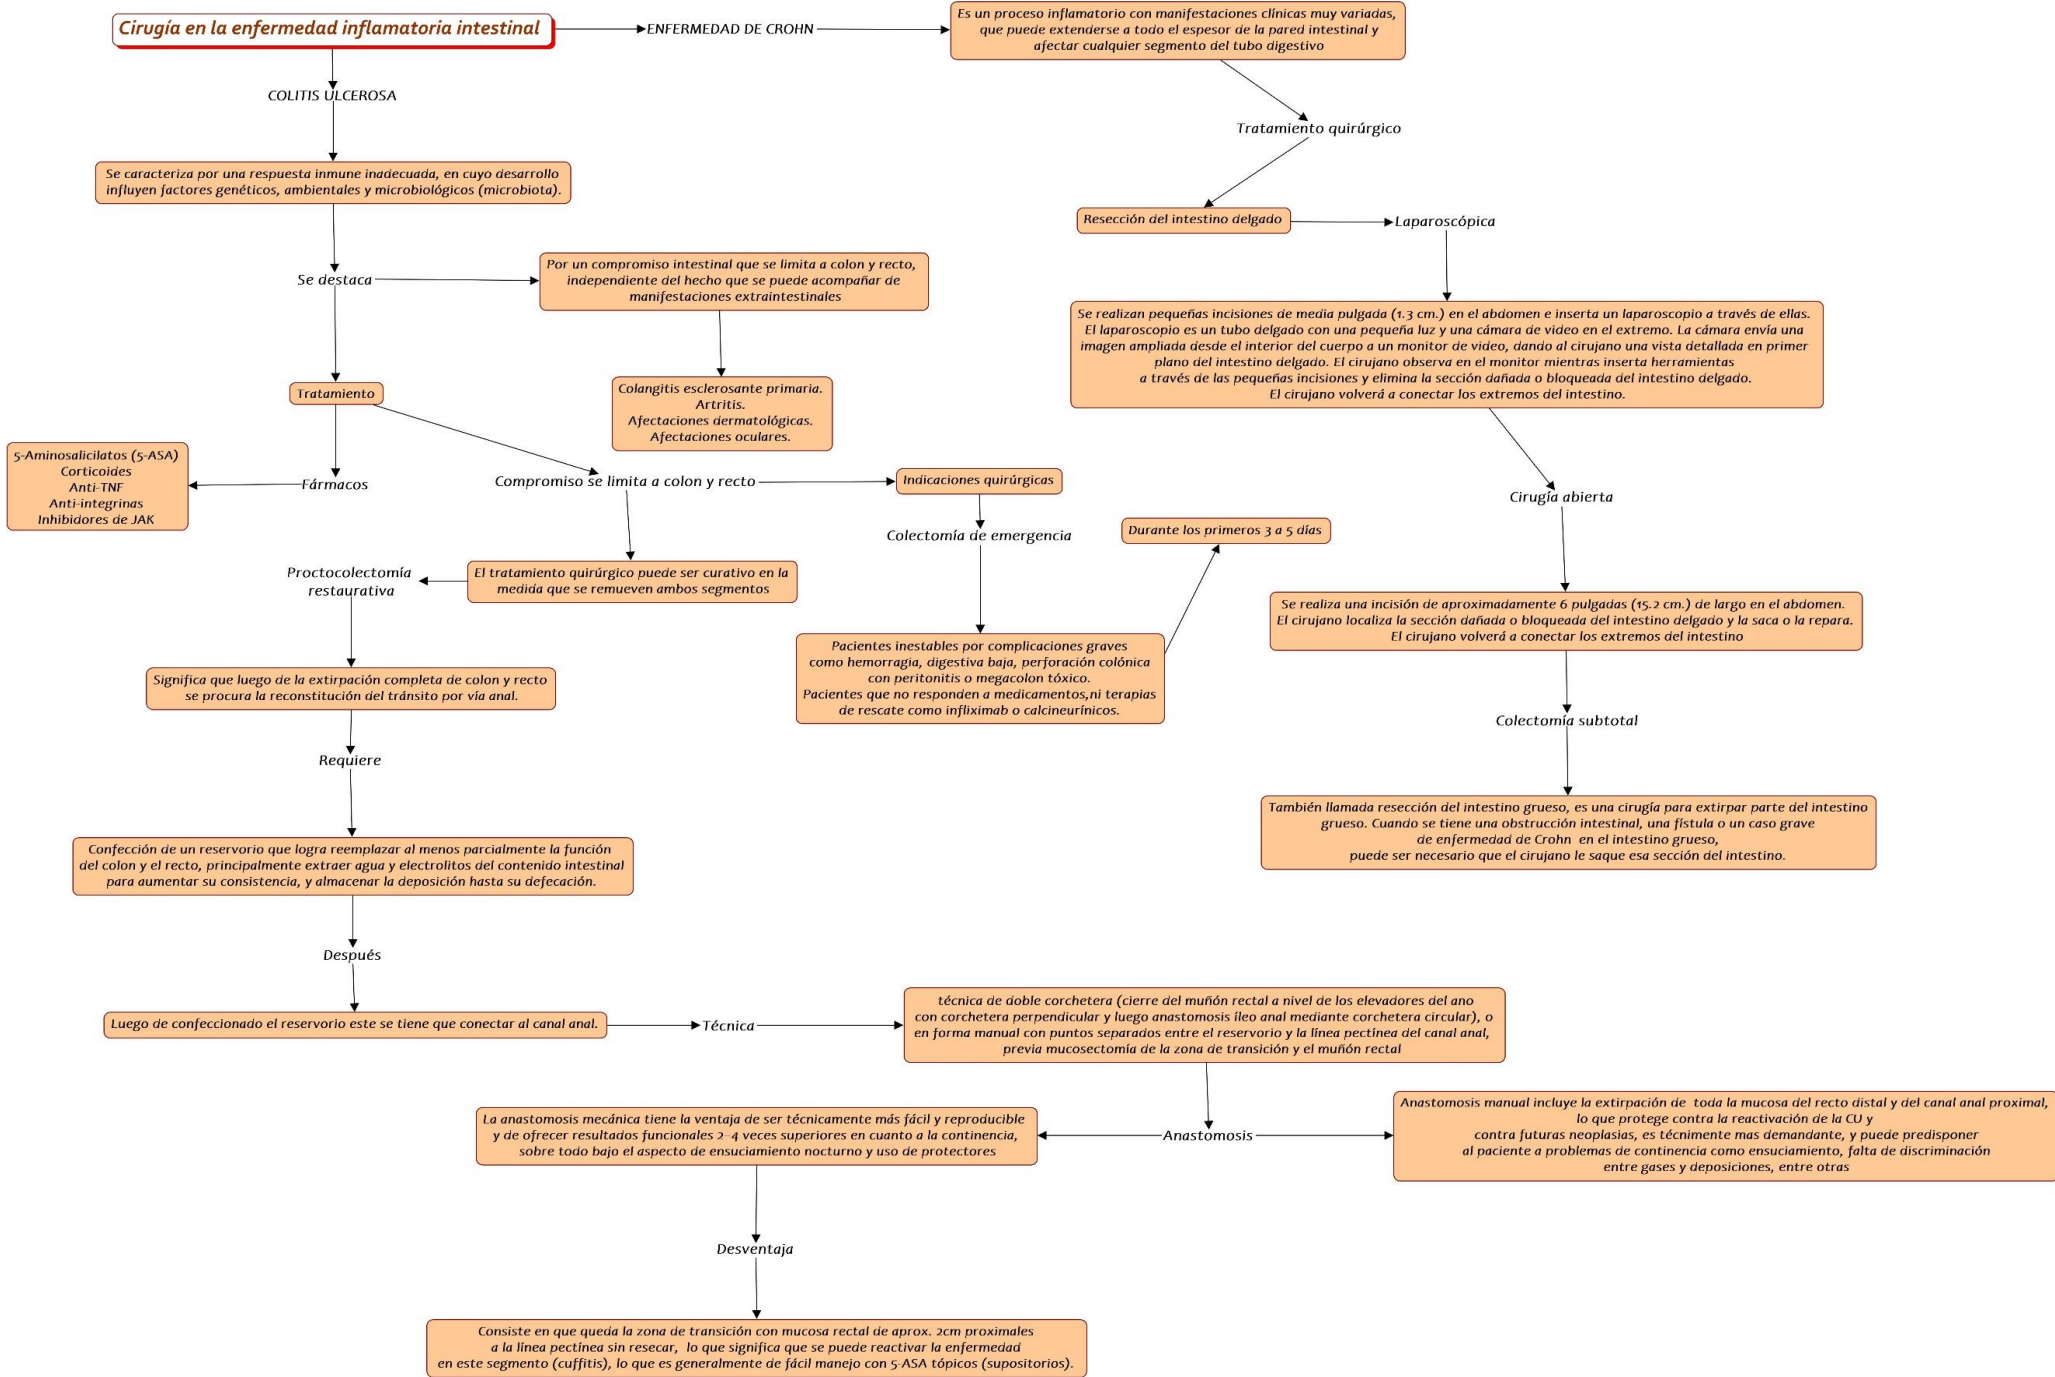 Cirugía en la enfermedad inflamatoria intestinal
ENFERMEDAD DE CROHN
Es un proceso inflamatorio con manifestaciones clínicas muy variadas,
que puede extenderse a todo el espesor de la pared intestinal y
afectar cualquier segmento del tubo digestivo
Tratamiento quirúrgico
Resección del intestino delgado
Laparoscópica
Se realizan pequeñas incisiones de media pulgada (1.3 cm.) en el abdomen e inserta un laparoscopio a través de ellas.
El laparoscopio es un tubo delgado con una pequeña luz y una cámara de video en el extremo. La cámara envía una
imagen ampliada desde el interior del cuerpo a un monitor de video, dando al cirujano una vista detallada en primer
plano del intestino delgado. El cirujano observa en el monitor mientras inserta herramientas
a través de las pequeñas incisiones y elimina la sección dañada o bloqueada del intestino delgado.
El cirujano volverá a conectar los extremos del intestino.
Cirugía abierta
Se realiza una incisión de aproximadamente 6 pulgadas (15.2 cm.) de largo en el abdomen.
El cirujano localiza la sección dañada o bloqueada del intestino delgado y la saca o la repara.
El cirujano volverá a conectar los extremos del intestino
Colectomía subtotal
También llamada resección del intestino grueso, es una cirugía para extirpar parte del intestino
grueso. Cuando se tiene una obstrucción intestinal, una fístula o un caso grave
de enfermedad de Crohn en el intestino grueso,
puede ser necesario que el cirujano le saque esa sección del intestino.
COLITIS ULCEROSA
Se caracteriza por una respuesta inmune inadecuada, en cuyo desarrollo
influyen factores genéticos, ambientales y microbiológicos (microbiota).
Se destaca
Por un compromiso intestinal que se limita a colon y recto,
independiente del hecho que se puede acompañar de
manifestaciones extraintestinales
Colangitis esclerosante primaria.
Artritis.
Afectaciones dermatológicas.
Afectaciones oculares.
Tratamiento
Fármacos
5-Aminosalicilatos (5-ASA)
Corticoides
Anti-TNF
Anti-integrinas
Inhibidores de JAK
Compromiso se limita a colon y recto
Indicaciones quirúrgicas
Colectomía de emergencia
Pacientes inestables por complicaciones graves
como hemorragia, digestiva baja, perforación colónica
con peritonitis o megacolon tóxico.
Pacientes que no responden a medicamentos,ni terapias
de rescate como infliximab o calcineurínicos.
Durante los primeros 3 a 5 días
El tratamiento quirúrgico puede ser curativo en la
medida que se remueven ambos segmentos
Proctocolectomía
restaurativa
Significa que luego de la extirpación completa de colon y recto
se procura la reconstitución del tránsito por vía anal.
Requiere
Confección de un reservorio que logra reemplazar al menos parcialmente la función
del colon y el recto, principalmente extraer agua y electrolitos del contenido intestinal
para aumentar su consistencia, y almacenar la deposición hasta su defecación.
Después
Luego de confeccionado el reservorio este se tiene que conectar al canal anal.
Técnica
técnica de doble corchetera (cierre del muñón rectal a nivel de los elevadores del ano
con corchetera perpendicular y luego anastomosis íleo anal mediante corchetera circular), o
en forma manual con puntos separados entre el reservorio y la línea pectínea del canal anal,
previa mucosectomía de la zona de transición y el muñón rectal
Anastomosis
La anastomosis mecánica tiene la ventaja de ser técnicamente más fácil y reproducible
y de ofrecer resultados funcionales 2–4 veces superiores en cuanto a la continencia,
sobre todo bajo el aspecto de ensuciamiento nocturno y uso de protectores
Anastomosis manual incluye la extirpación de toda la mucosa del recto distal y del canal anal proximal,
lo que protege contra la reactivación de la CU y
contra futuras neoplasias, es técnimente mas demandante, y puede predisponer
al paciente a problemas de continencia como ensuciamiento, falta de discriminación
entre gases y deposiciones, entre otras
Desventaja
Consiste en que queda la zona de transición con mucosa rectal de aprox. 2cm proximales
a la línea pectínea sin resecar, lo que significa que se puede reactivar la enfermedad
en este segmento (cuffitis), lo que es generalmente de fácil manejo con 5-ASA tópicos (supositorios).